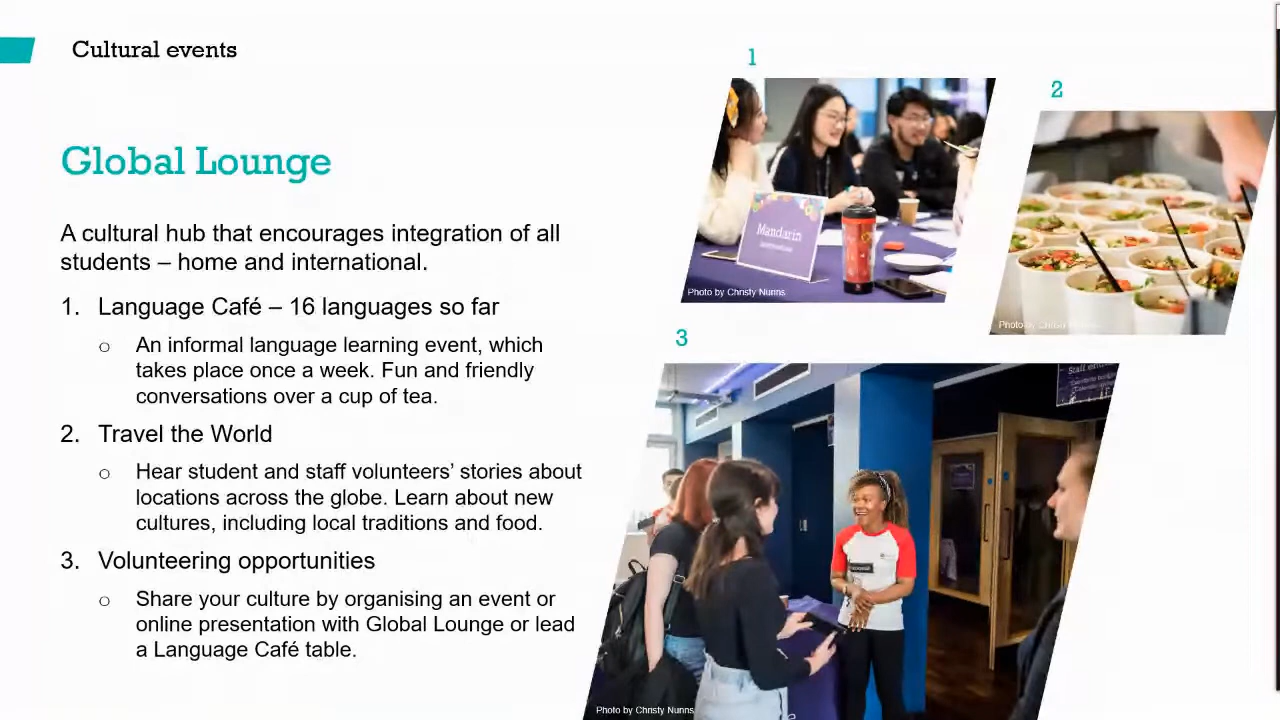 Cultural events
Global Lounge
A cultural hub that encourages integration of all
students – home and international.
1. Language Café – 16 languages so far
○ An informal language learning event, which
takes place once a week. Fun and friendly
conversations over a cup of tea.
2. Travel the World
○ Hear student and staff volunteers’ stories about
locations across the globe. Learn about new
cultures, including local traditions and food.
3. Volunteering opportunities
○ Share your culture by organising an event or
online presentation with Global Lounge or lead
a Language Café table.
1
Mandarin
Photo by Christy Nunns
2
Photo by Christy Nunns
3
Staff
Photo by Christy Nunns